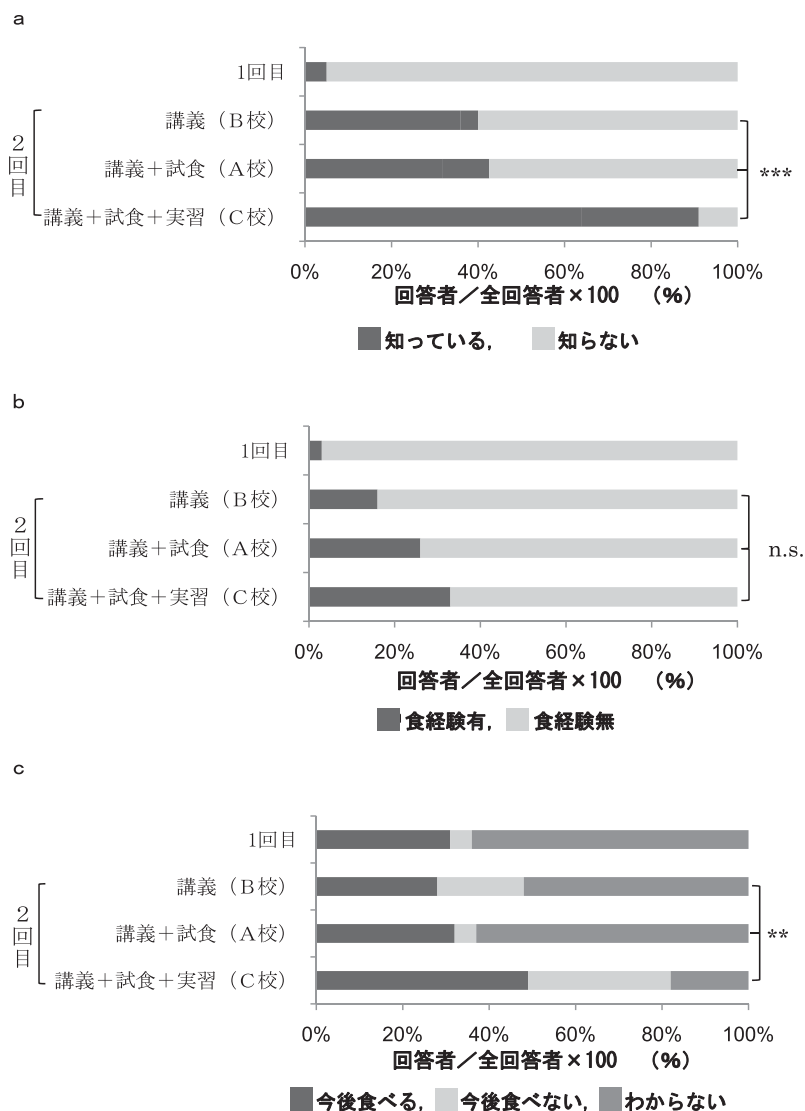 a
1回目
講義（B校）
講義＋試食（A校）
講義＋試食＋実習（C校）
2回目
***
0% 20% 40% 60% 80% 100%
回答者／全回答者×100 （%）
知っている, 知らない
b
1回目
講義（B校）
講義＋試食（A校）
講義＋試食＋実習（C校）
2回目
n.s.
0% 20% 40% 60% 80% 100%
回答者／全回答者×100 （%）
食経験有, 食経験無
c
1回目
講義（B校）
講義＋試食（A校）
講義＋試食＋実習（C校）
2回目
**
0% 20% 40% 60% 80% 100%
回答者／全回答者×100 （%）
今後食べる, 今後食べない, わからない